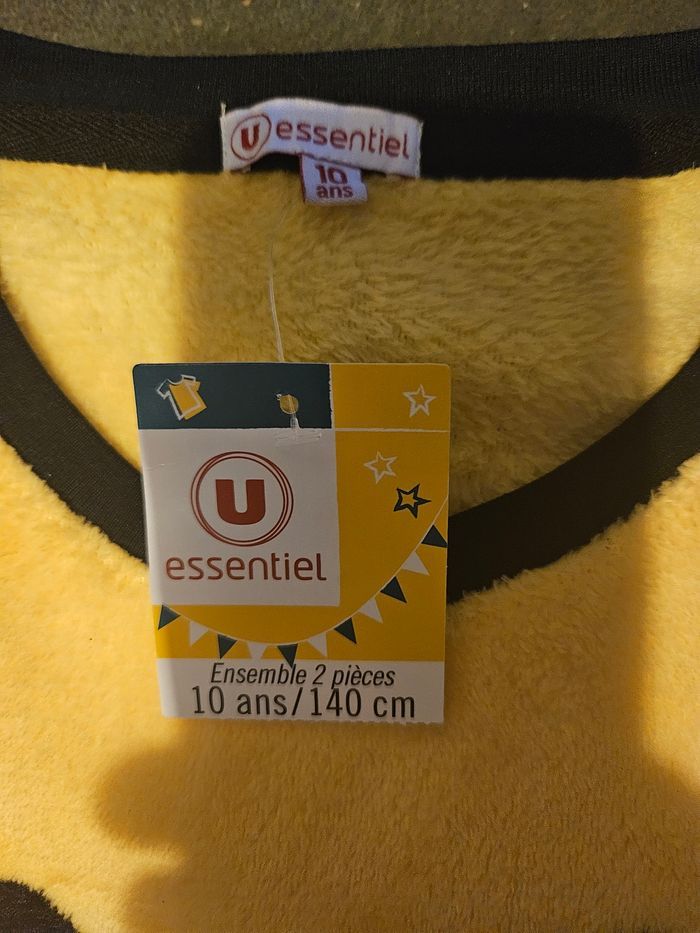 U essentiel
10
ans
U
essentiel
Ensemble 2 pièces
10 ans/140 cm